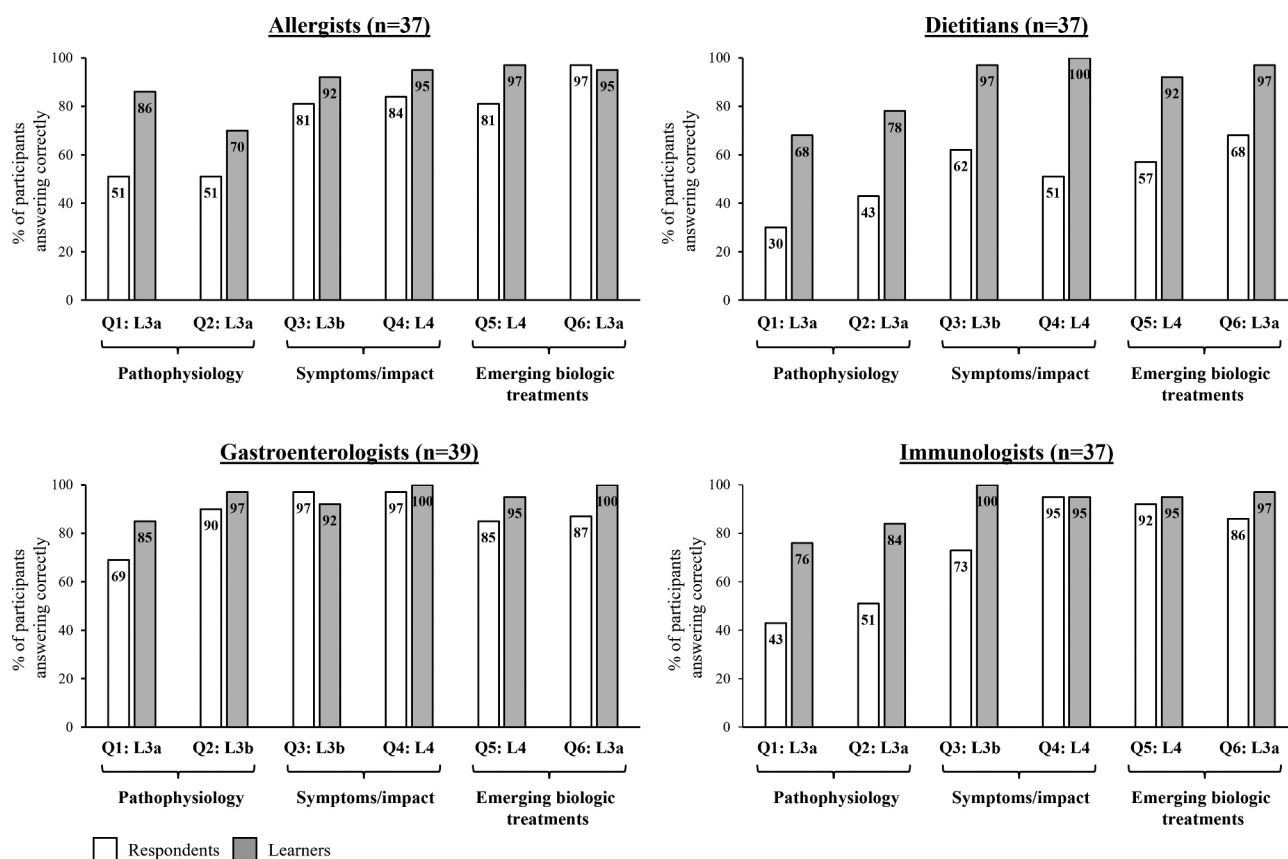 Allergists (n=37)
% of participants
answering correctly
100
80
60
40
20
0
51
86
51
70
81
92
84
95
81
97
97
95
Q1: L3a
Q2: L3a
Q3: L3b
Q4: L4
Q5: L4
Q6: L3a
Pathophysiology
Symptoms/impact
Emerging biologic
treatments
Dietitians (n=37)
% of participants
answering correctly
100
80
60
40
20
0
30
68
43
78
62
97
51
100
57
92
68
97
Q1: L3a
Q2: L3a
Q3: L3b
Q4: L4
Q5: L4
Q6: L3a
Pathophysiology
Symptoms/impact
Emerging biologic
treatments
Gastroenterologists (n=39)
% of participants
answering correctly
100
80
60
40
20
0
69
85
90
97
97
92
97
100
85
95
87
100
Q1: L3a
Q2: L3b
Q3: L3b
Q4: L4
Q5: L4
Q6: L3a
Pathophysiology
Symptoms/impact
Emerging biologic
treatments
Immunologists (n=37)
% of participants
answering correctly
100
80
60
40
20
0
43
76
51
84
73
100
95
95
92
95
86
97
Q1: L3a
Q2: L3a
Q3: L3b
Q4: L4
Q5: L4
Q6: L3a
Pathophysiology
Symptoms/impact
Emerging biologic
treatments
Respondents
Learners